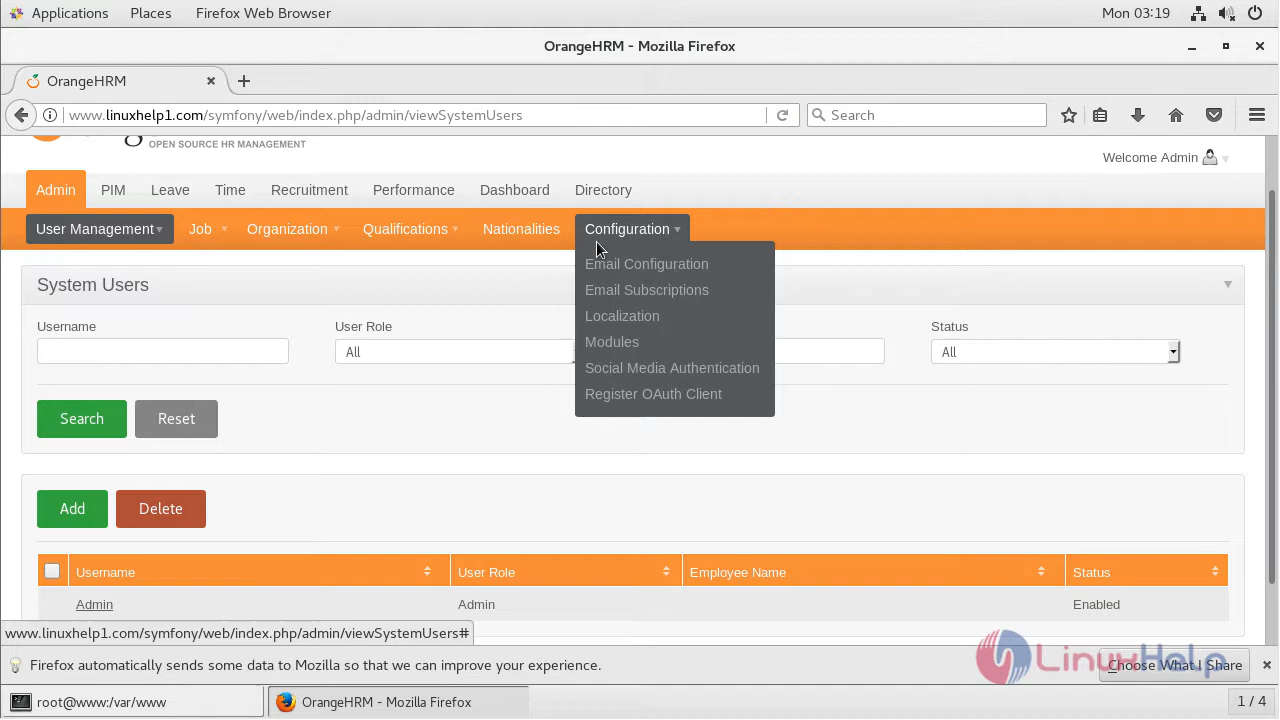 Applications Places Firefox Web Browser Mon 03:19
OrangeHRM - Mozilla Firefox
OrangeHRM
www.linuxhelp1.com/symfony/web/index.php/admin/viewSystemUsers Search
OPEN SOURCE HR MANAGEMENT
Welcome Admin
Admin PIM Leave Time Recruitment Performance Dashboard Directory
User Management Job Organization Qualifications Nationalities Configuration
Email Configuration
Email Subscriptions
Localization
Modules
Social Media Authentication
Register OAuth Client
System Users
Username User Role Status
All All
Search Reset
Add Delete
Username User Role Employee Name Status
Admin Admin Enabled
www.linuxhelp1.com/symfony/web/index.php/admin/viewSystemUsers#
Firefox automatically sends some data to Mozilla so that we can improve your experience. Choose What I Share
LinuxHelp
root@www:/var/www OrangeHRM - Mozilla Firefox 1 / 4